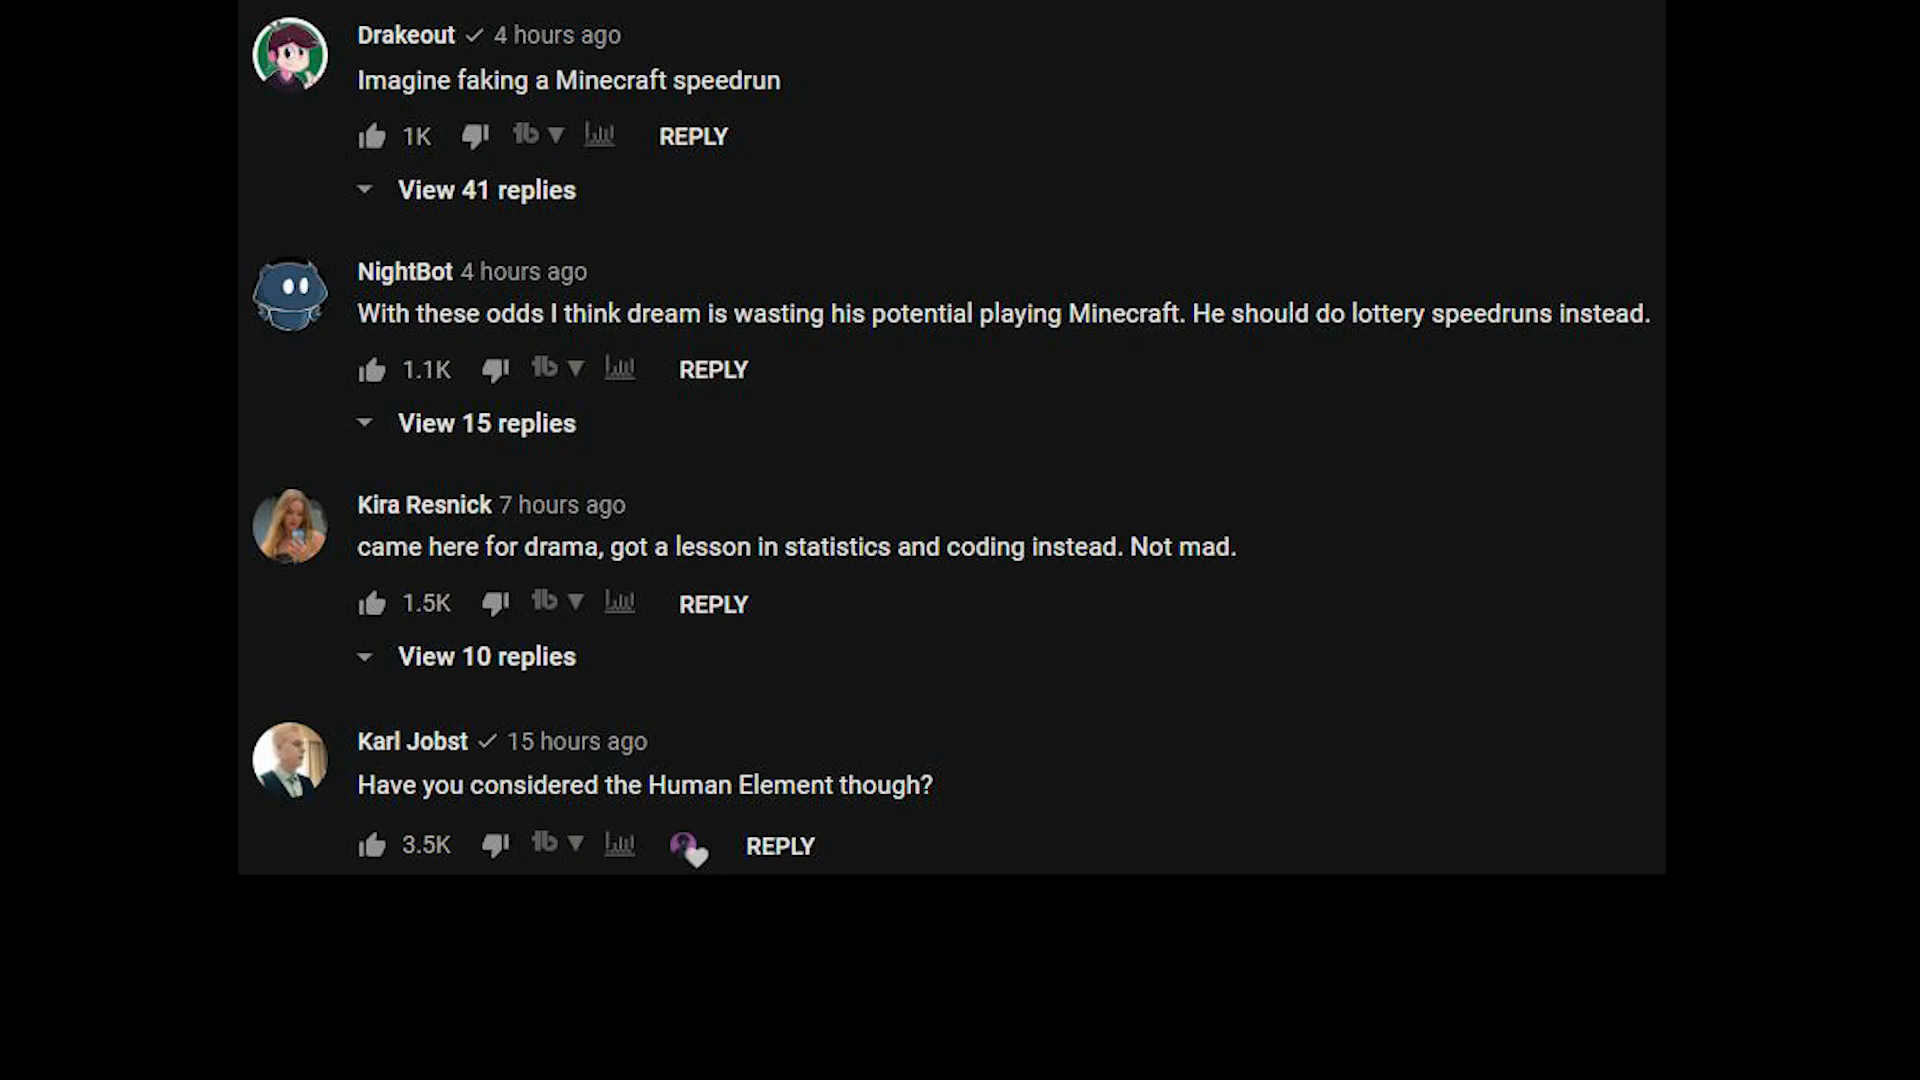 Drakeout ✓ 4 hours ago
Imagine faking a Minecraft speedrun
1K REPLY
View 41 replies
NightBot 4 hours ago
With these odds I think dream is wasting his potential playing Minecraft. He should do lottery speedruns instead.
1.1K REPLY
View 15 replies
Kira Resnick 7 hours ago
came here for drama, got a lesson in statistics and coding instead. Not mad.
1.5K REPLY
View 10 replies
Karl Jobst ✓ 15 hours ago
Have you considered the Human Element though?
3.5K REPLY